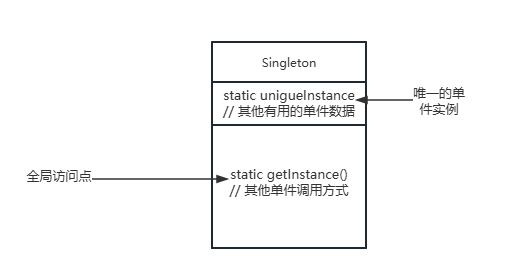 Singleton
static unigueInstance
// 其他有用的单件数据
唯一的单
件实例
全局访问点
static getInstance()
// 其他单件调用方式